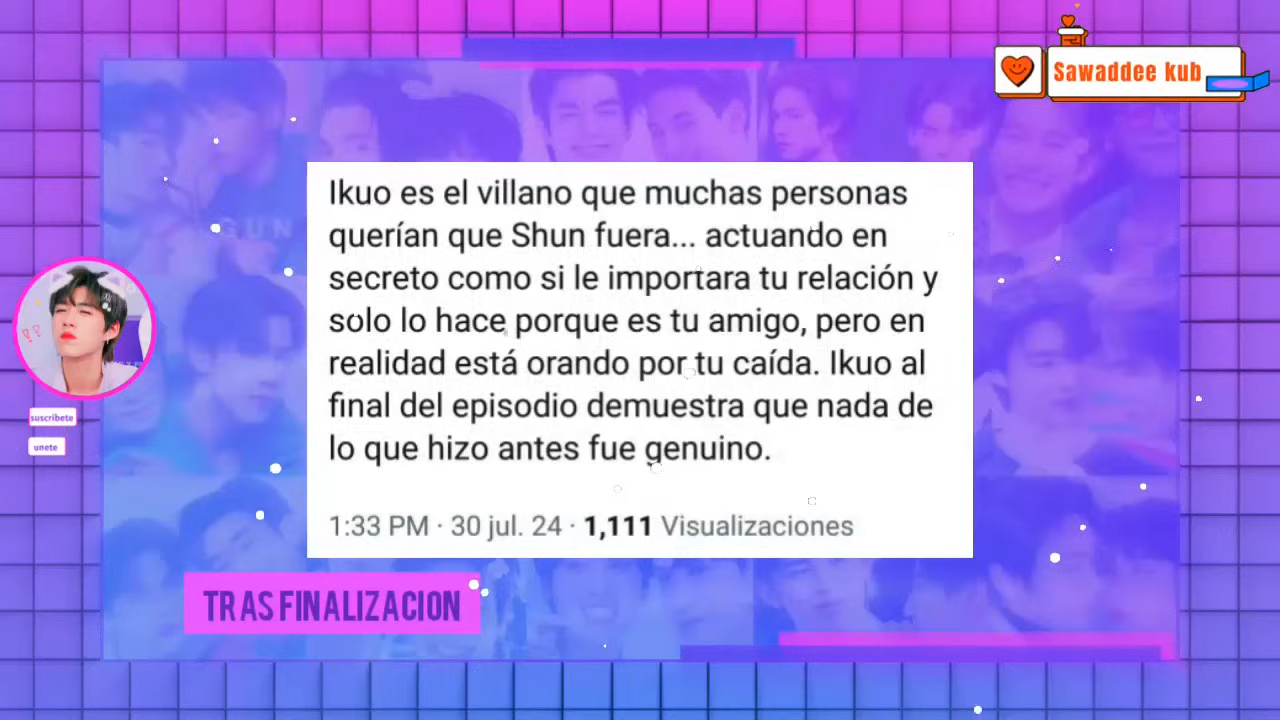 Sawaddee kub
GUN
Ikuo es el villano que muchas personas
querían que Shun fuera... actuando en
secreto como si le importara tu relación y
solo lo hace porque es tu amigo, pero en
realidad está orando por tu caída. Ikuo al
final del episodio demuestra que nada de
lo que hizo antes fue genuino.
1:33 PM · 30 jul. 24 · 1,111 Visualizaciones
suscribete
unete
TRAS FINALIZACION